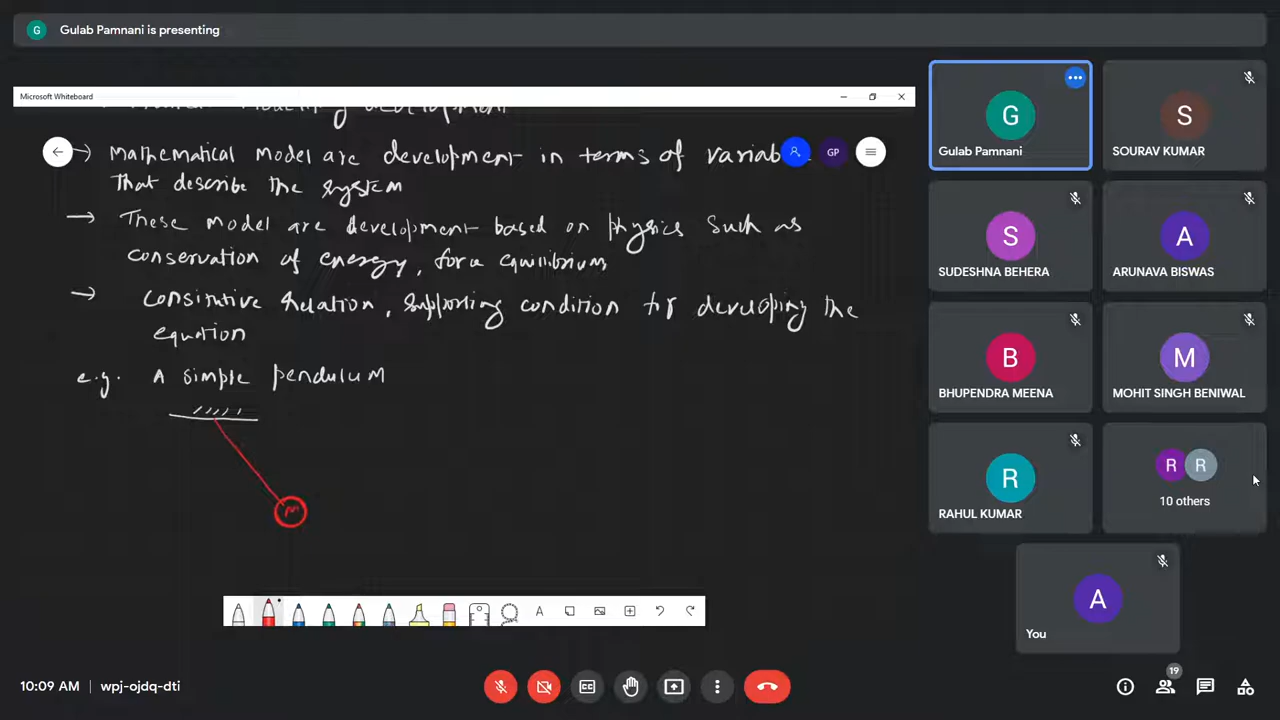 G Gulab Pamnani is presenting
Microsoft Whiteboard
development
→ Mathematical model are development in terms of variab
That describe the system
→ These model are development based on physics such as
conservation of energy, for a equilibrium,
→ Consitutive relation, supporting condition for developing the
equation
e.g. A simple pendulum
M
A
GP
G
Gulab Pamnani
S
SOURAV KUMAR
S
SUDESHNA BEHERA
A
ARUNAVA BISWAS
B
BHUPENDRA MEENA
M
MOHIT SINGH BENIWAL
R
RAHUL KUMAR
R R
10 others
A
You
10:09 AM | wpj-ojdq-dti
19